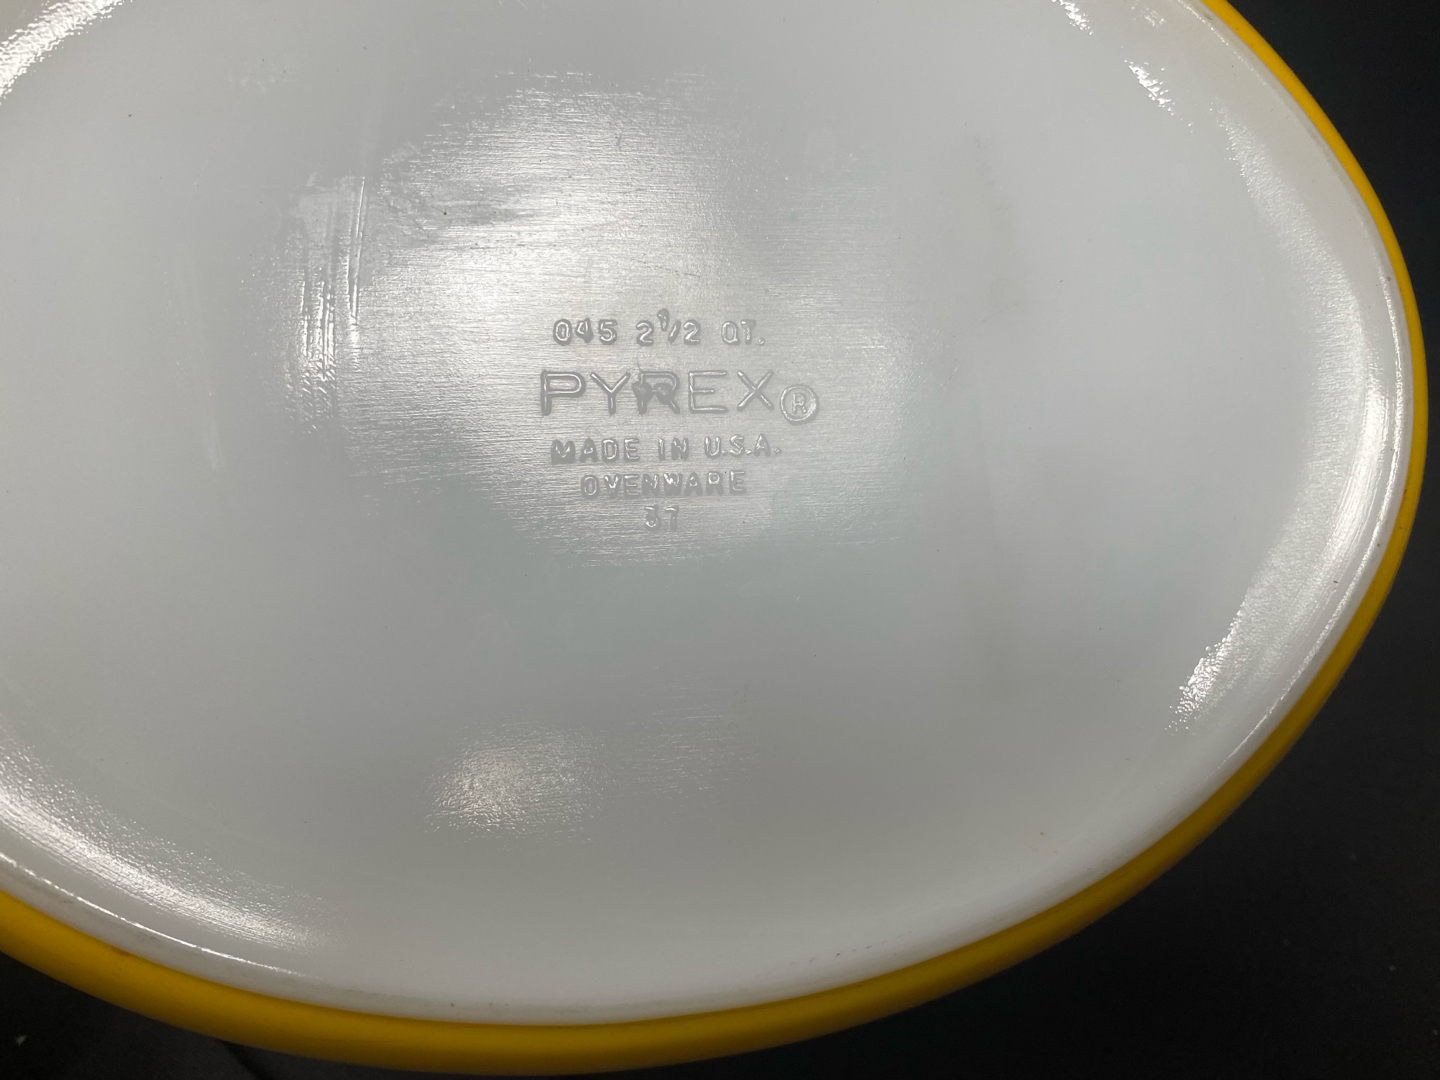 045 2 1/2 QT.
PYREX®
MADE IN U.S.A.
OVENWARE
37